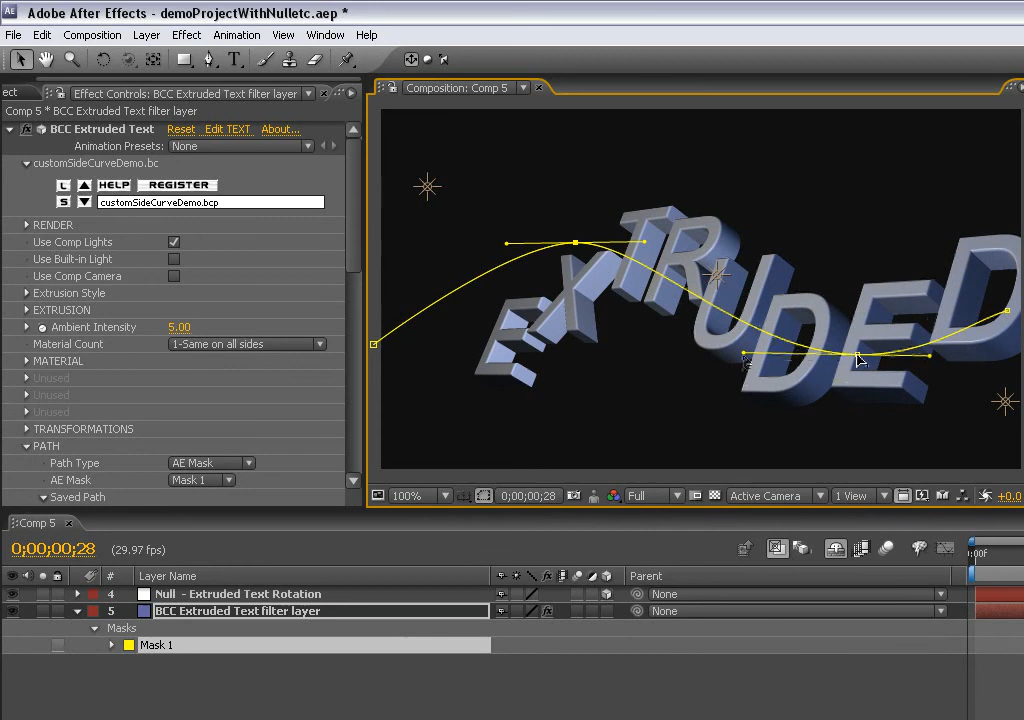 Adobe After Effects - demoProjectWithNulletc.aep *
File Edit Composition Layer Effect Animation View Window Help
ect Effect Controls: BCC Extruded Text filter layer
Comp 5 * BCC Extruded Text filter layer
BCC Extruded Text Reset Edit TEXT About...
Animation Presets: None
customSideCurveDemo.bc
L HELP REGISTER
S customSideCurveDemo.bcp
RENDER
Use Comp Lights
Use Built-in Light
Use Comp Camera
Extrusion Style
EXTRUSION
Ambient Intensity 5.00
Material Count 1-Same on all sides
MATERIAL
Unused
Unused
Unused
TRANSFORMATIONS
PATH
Path Type AE Mask
AE Mask Mask 1
Saved Path
Composition: Comp 5
EXTRUDED
100% 0;00;00;28 Full Active Camera 1 View +0.0
Comp 5
0;00;00;28 (29.97 fps)
:00f
# Layer Name Parent
4 Null - Extruded Text Rotation None
5 BCC Extruded Text filter layer None
Masks
Mask 1